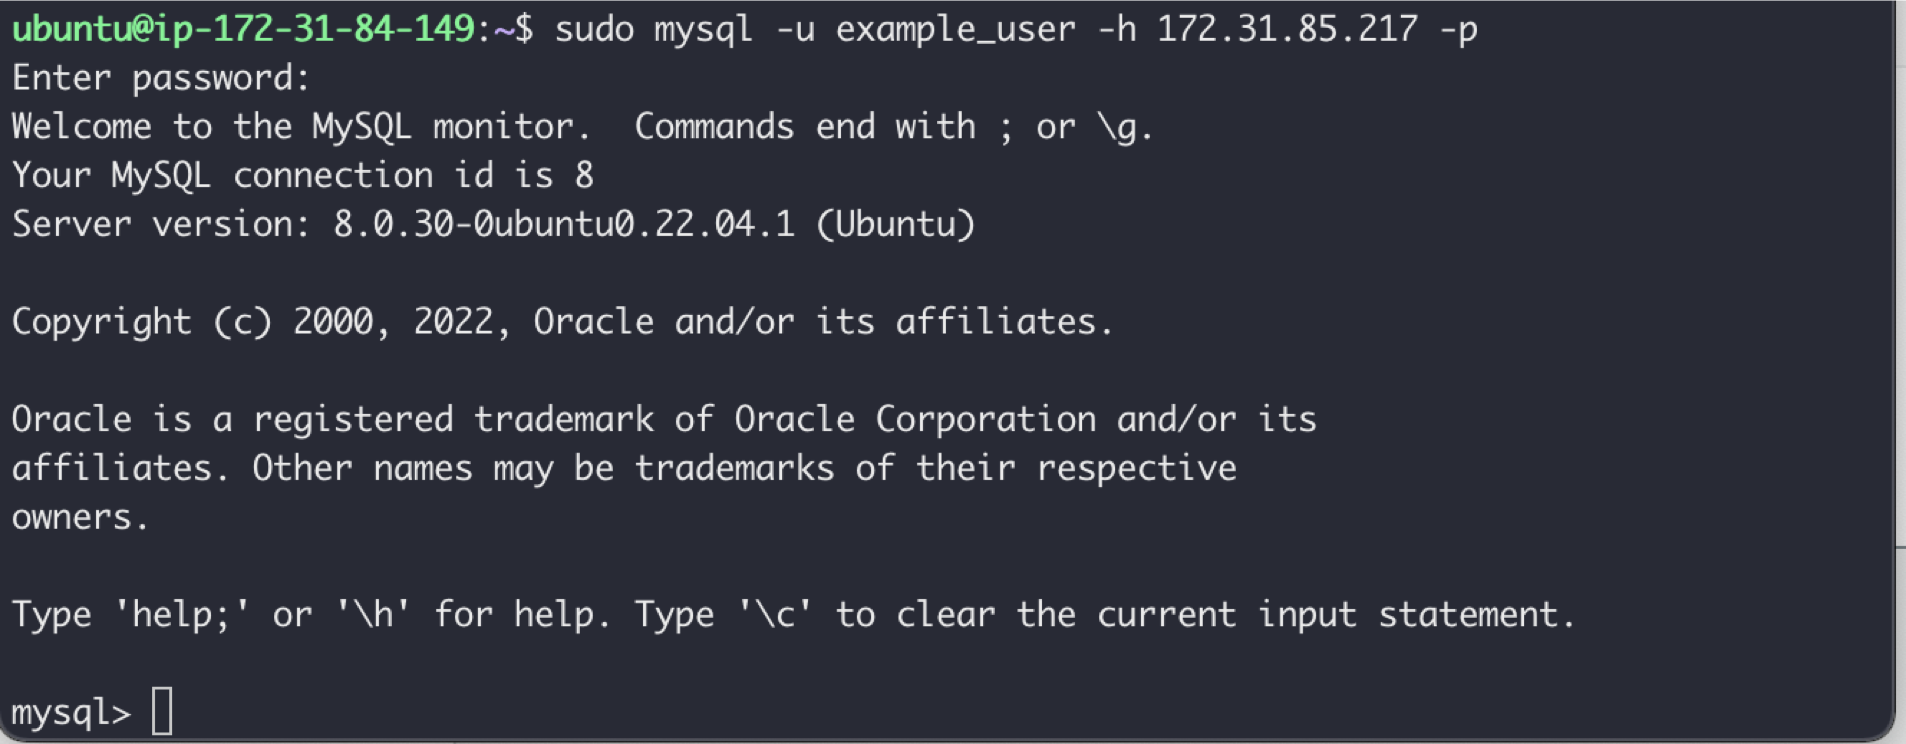 ubuntu@ip-172-31-84-149:~$ sudo mysql -u example_user -h 172.31.85.217 -p
Enter password:
Welcome to the MySQL monitor.  Commands end with ; or \g.
Your MySQL connection id is 8
Server version: 8.0.30-0ubuntu0.22.04.1 (Ubuntu)

Copyright (c) 2000, 2022, Oracle and/or its affiliates.

Oracle is a registered trademark of Oracle Corporation and/or its
affiliates. Other names may be trademarks of their respective
owners.

Type 'help;' or '\h' for help. Type '\c' to clear the current input statement.

mysql>